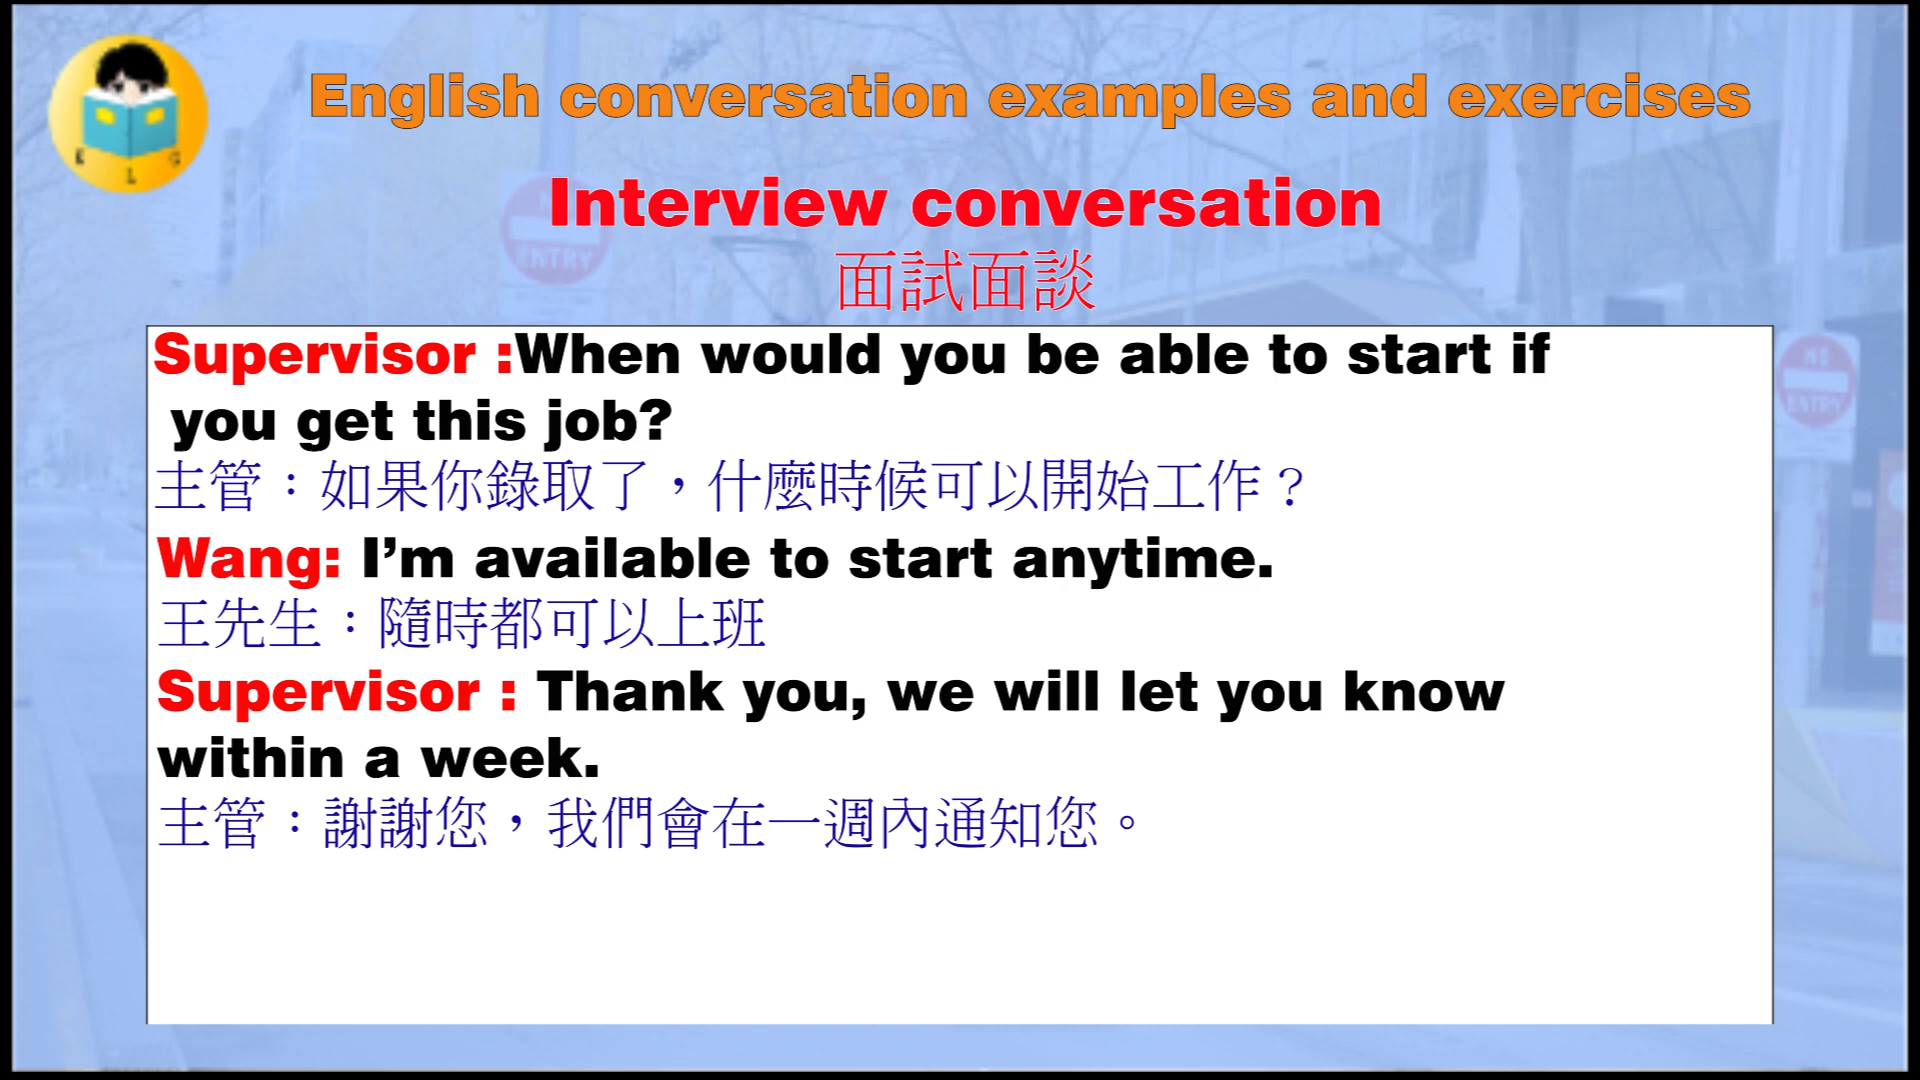 E L G
English conversation examples and exercises
Interview conversation
面試面談
Supervisor :When would you be able to start if
you get this job?
主管：如果你錄取了，什麼時候可以開始工作？
Wang: I’m available to start anytime.
王先生：隨時都可以上班
Supervisor : Thank you, we will let you know
within a week.
主管：謝謝您，我們會在一週內通知您。
ENTRY
NO
ENTRY